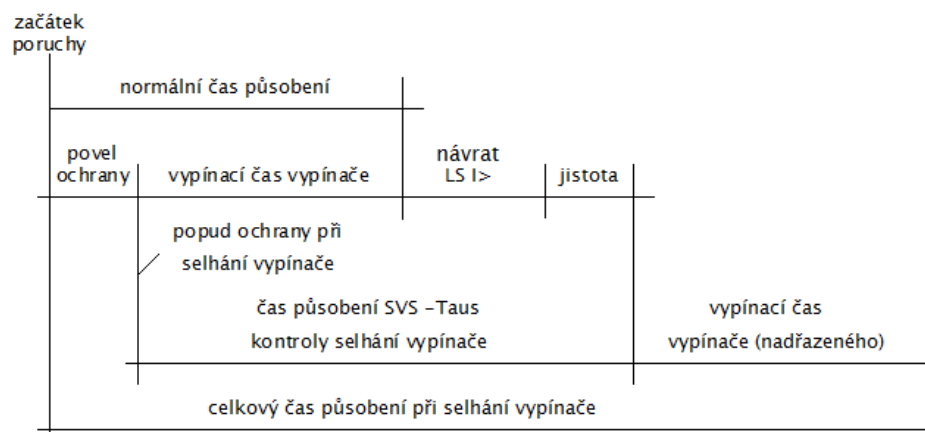 začátek
poruchy
normální čas působení
povel
ochrany
vypínací čas vypínače
návrat
LS I>
jistota
popud ochrany při
selhání vypínače
čas působení SVS –Taus
kontroly selhání vypínače
vypínací čas
vypínače (nadřazeného)
celkový čas působení při selhání vypínače